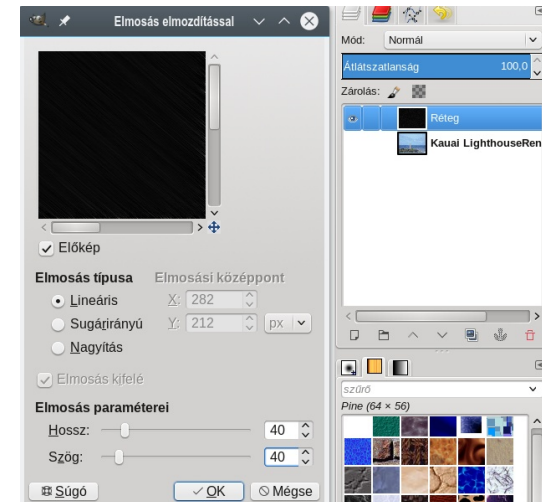 Elmosás elmozdítással
Előkép
Elmosás típusa
Elmosási középpont
Lineáris
X: 282
Sugárirányú
Y: 212
px
Nagyítás
Elmosás kifelé
Elmosás paraméterei
Hossz: 40
Szög: 40
Súgó
OK
Mégse
Mód: Normál
Átlátszatlanság 100,0
Zárolás:
Réteg
Kauai LighthouseRen
szűrő
Pine (64 × 56)